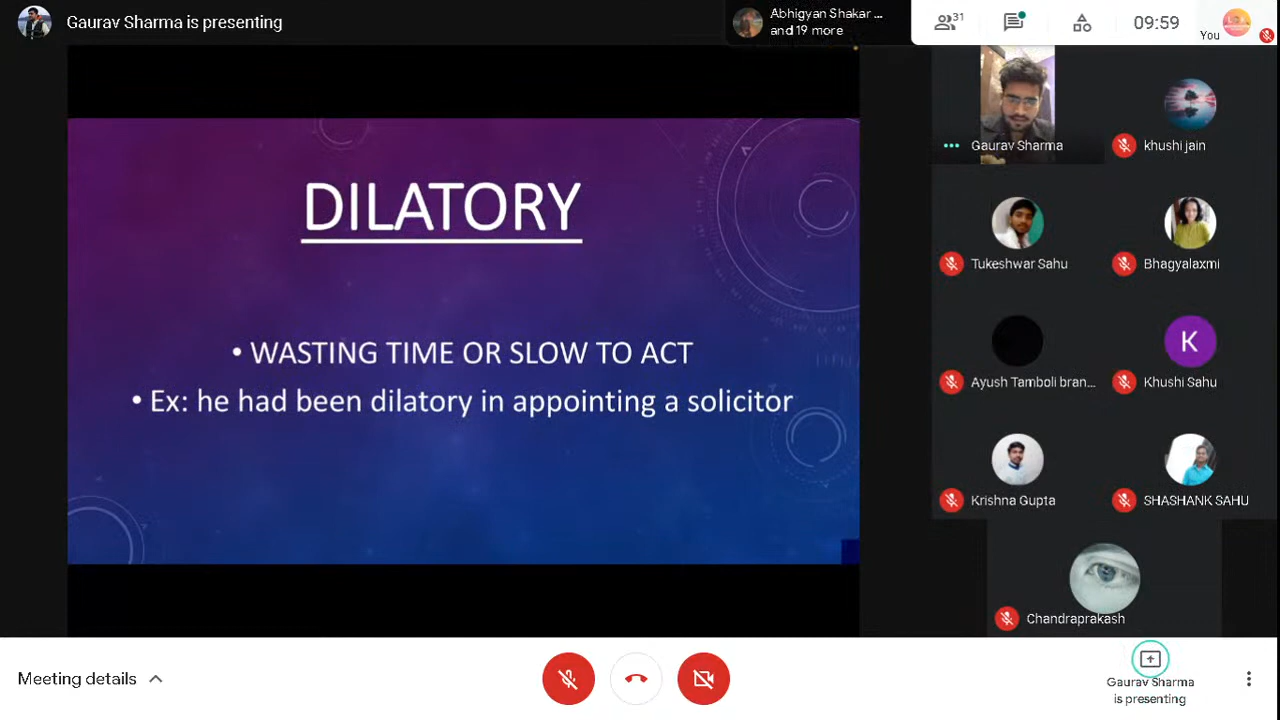 Gaurav Sharma is presenting
Abhigyan Shakar ...
and 19 more
31
09:59
You
DILATORY
• WASTING TIME OR SLOW TO ACT
• Ex: he had been dilatory in appointing a solicitor
Gaurav Sharma
khushi jain
Tukeshwar Sahu
Bhagyalaxmi
Ayush Tamboli bran...
K
Khushi Sahu
Krishna Gupta
SHASHANK SAHU
Chandraprakash
Meeting details
Gaurav Sharma
is presenting